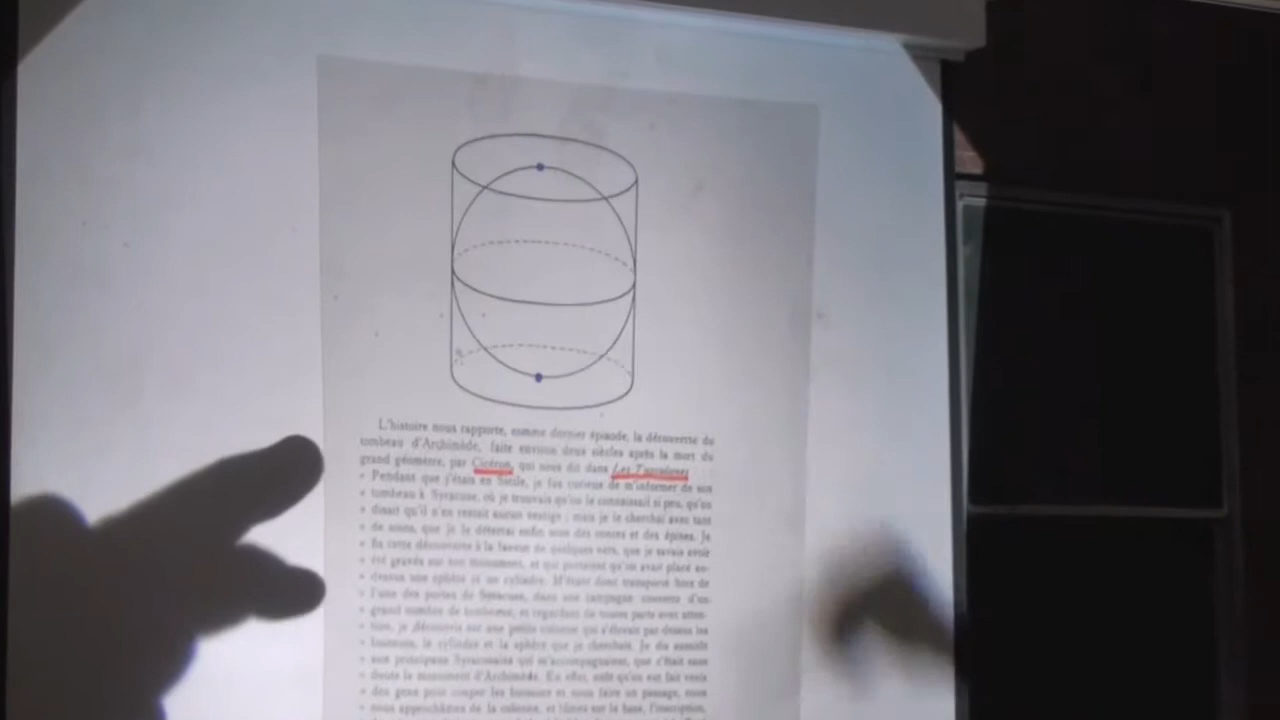 L'histoire nous rapporte, comme dernier épisode, la découverte du
tombeau d'Archimède, faite environ deux siècles après la mort du
grand géomètre, par Cicéron, qui nous dit dans Les Tusculanes
« Pendant que j'étais en Sicile, je fus curieux de m'informer de son
« tombeau à Syracuse, où je trouvais qu'on le connaissait si peu, qu'on
« disait qu'il n'en restait aucun vestige ; mais je le cherchai avec tant
« de soins, que je le déterrai enfin sous des ronces et des épines. Je
« fis cette découverte à la faveur de quelques vers, que je savais avoir
« été gravés sur son monument, et qui portaient qu'on avait placé au-
« dessus une sphère et un cylindre. M'étant donc transporté hors de
« l'une des portes de Syracuse, dans une campagne couverte d'un
« grand nombre de tombeaux, et regardant de toutes parts avec atten-
« tion, je découvris sur une petite colonne qui s'élevait par dessus les
« buissons, le cylindre et la sphère que je cherchais. Je dis aussitôt
« aux principaux Syracusains qui m'accompagnaient, que c'était sans
« doute le monument d'Archimède. En effet, sitôt qu'on eut fait venir
« des gens pour couper les buissons et nous faire un passage, nous
« nous approchâmes de la colonne, et lûmes sur la base, l'inscription,